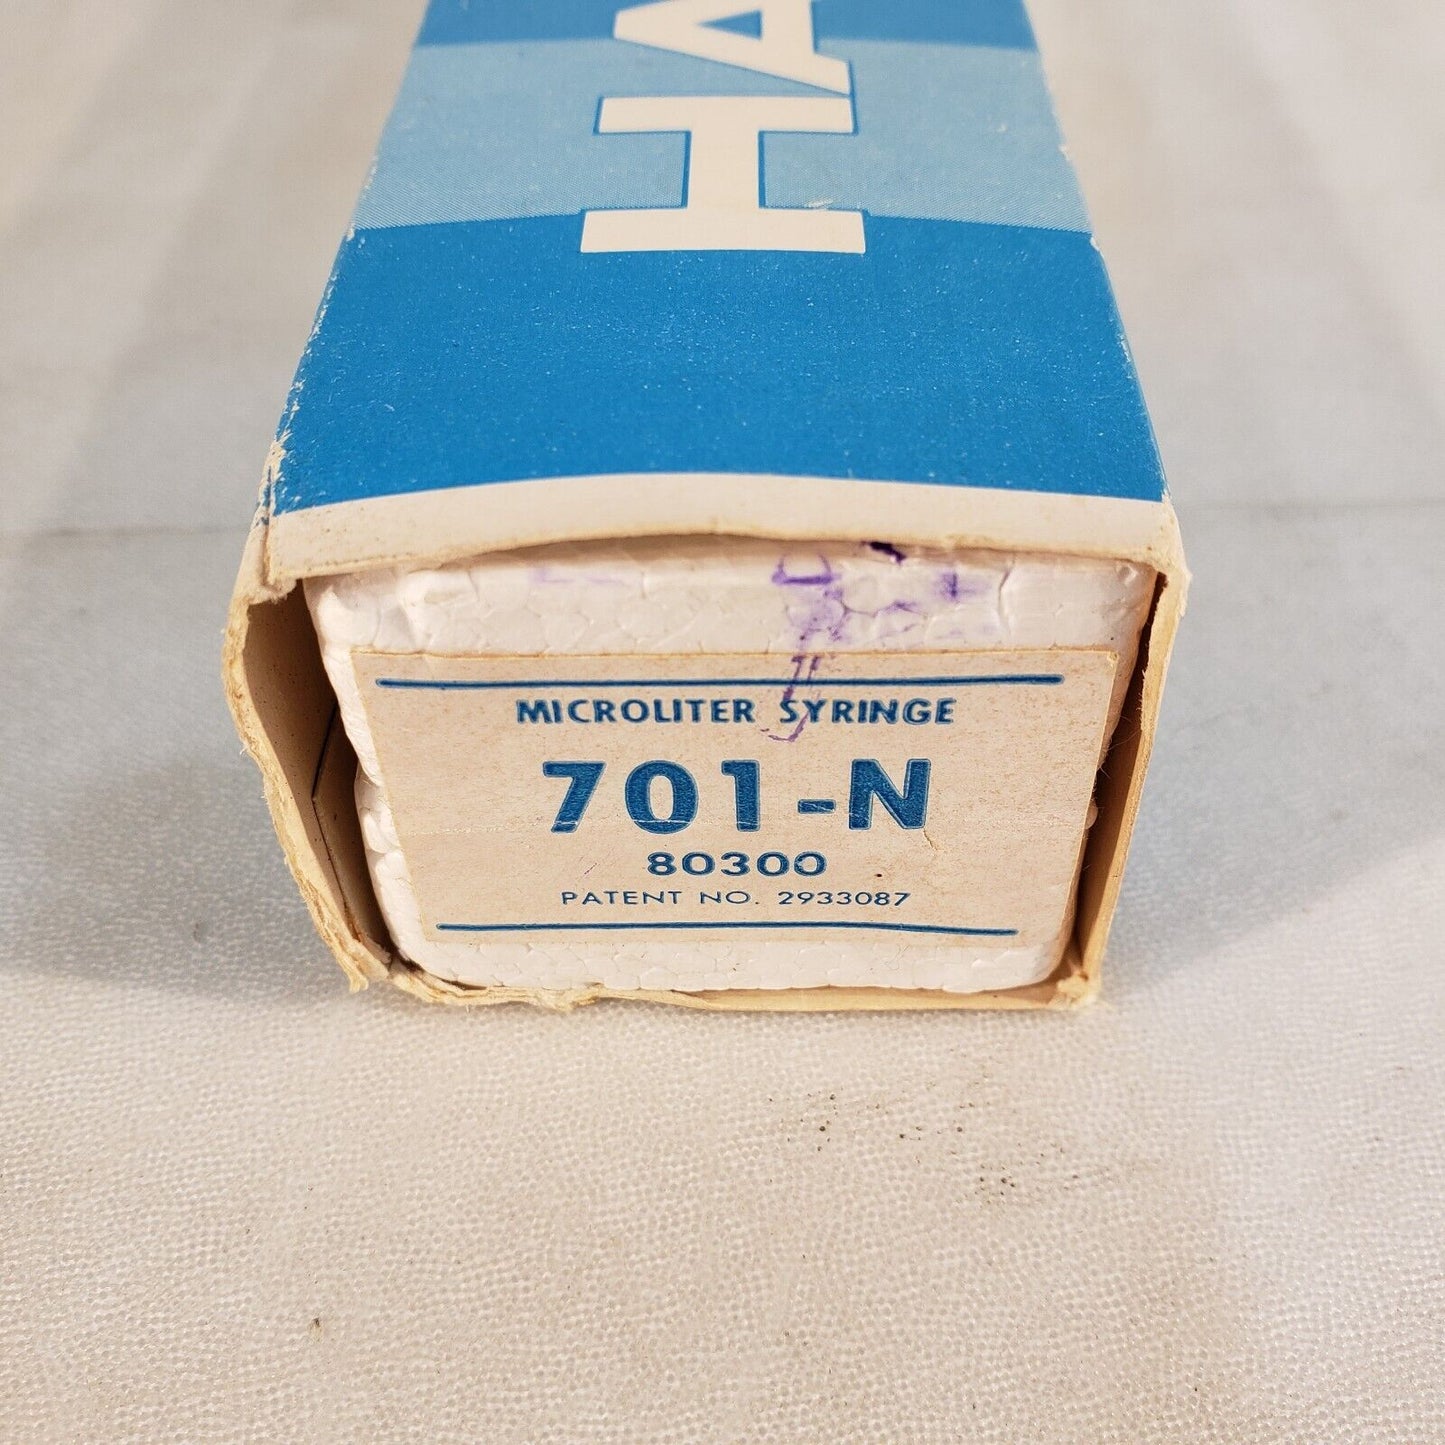 HA
MICROLITER SYRINGE
701-N
80300
PATENT NO. 2933087